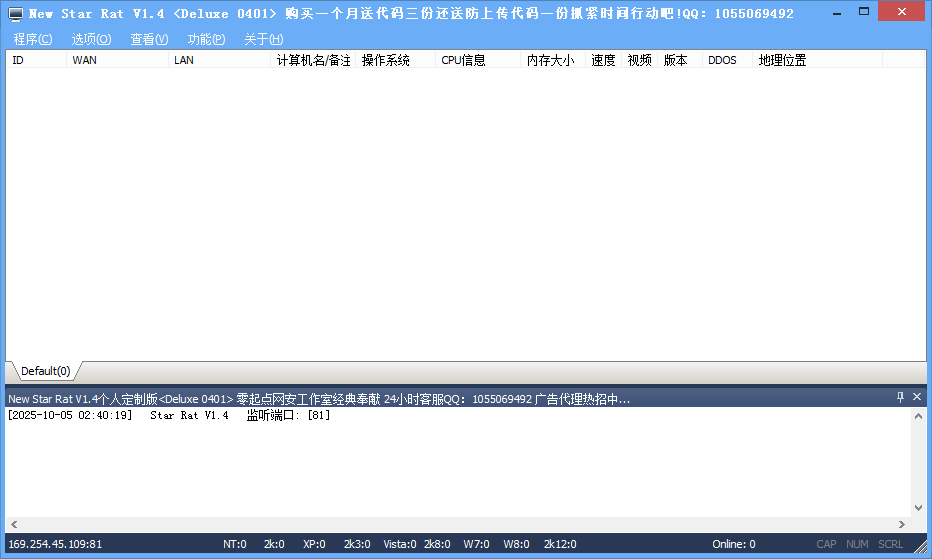 New Star Rat V1.4 <Deluxe 0401> 购买一个月送代码三份还送防上传代码一份抓紧时间行动吧!QQ：1055069492
程序(C) 选项(O) 查看(V) 功能(P) 关于(H)
ID WAN LAN 计算机名/备注 操作系统 CPU信息 内存大小 速度 视频 版本 DDOS 地理位置
Default(0)
New Star Rat V1.4个人定制版<Deluxe 0401> 零起点网安工作室经典奉献 24小时客服QQ：1055069492 广告代理热招中...
[2025-10-05 02:40:19] Star Rat V1.4 监听端口: [81]
169.254.45.109:81 NT:0 2k:0 XP:0 2k3:0 Vista:0 2k8:0 W7:0 W8:0 2k12:0 Online: 0 CAP NUM SCRL